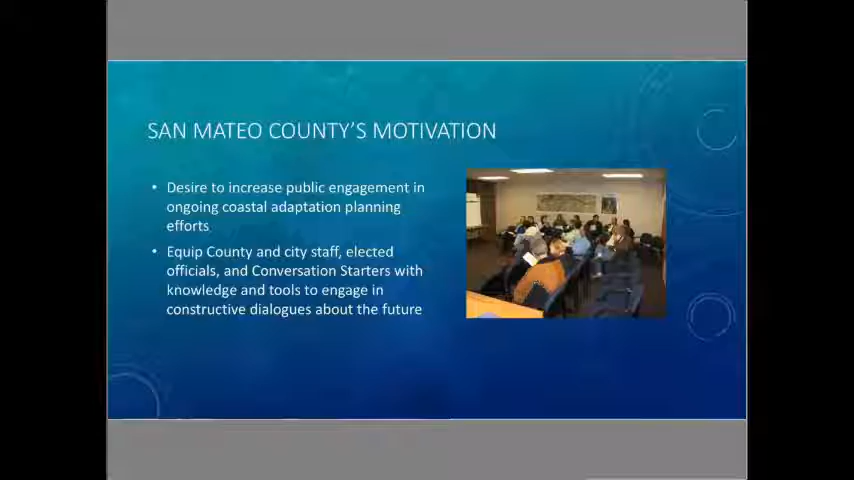 SAN MATEO COUNTY'S MOTIVATION
• Desire to increase public engagement in
ongoing coastal adaptation planning
efforts
• Equip County and city staff, elected
officials, and Conversation Starters with
knowledge and tools to engage in
constructive dialogues about the future